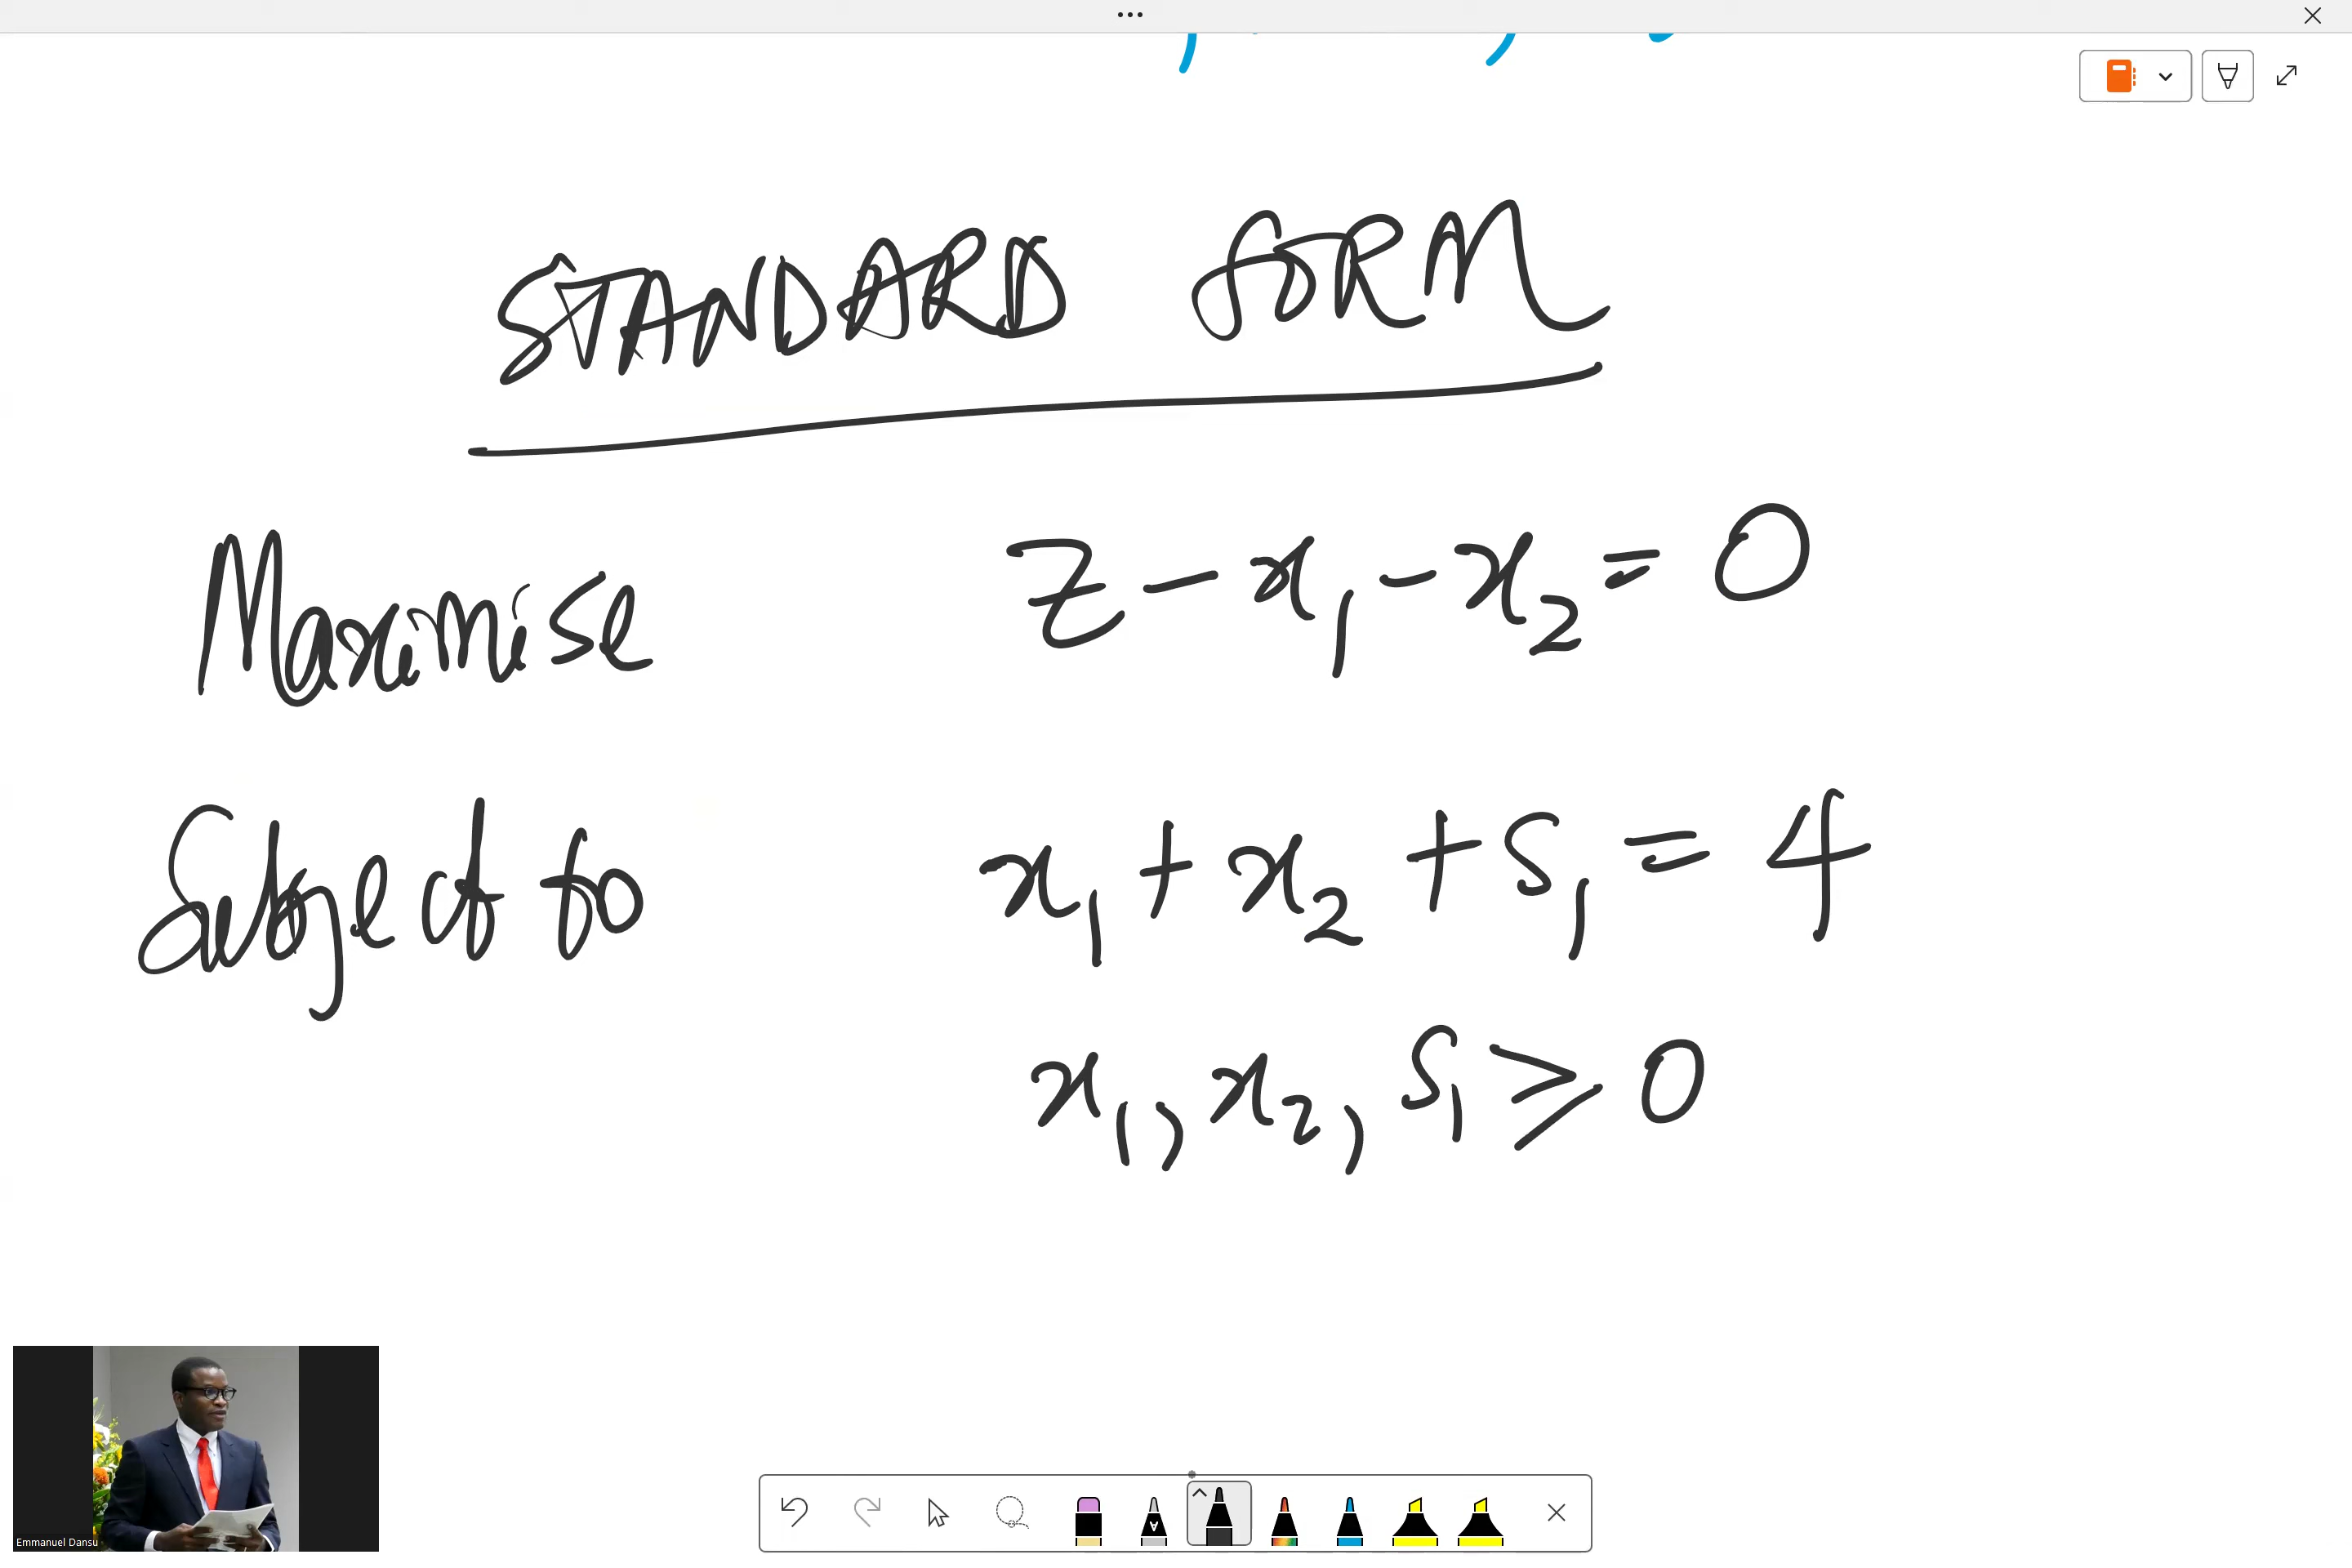 STANDARD FORM
Maximise z - x₁ - x₂ = 0
Subject to x₁ + x₂ + s₁ = 4
x₁, x₂, s₁ ≥ 0
Emmanuel Dansu